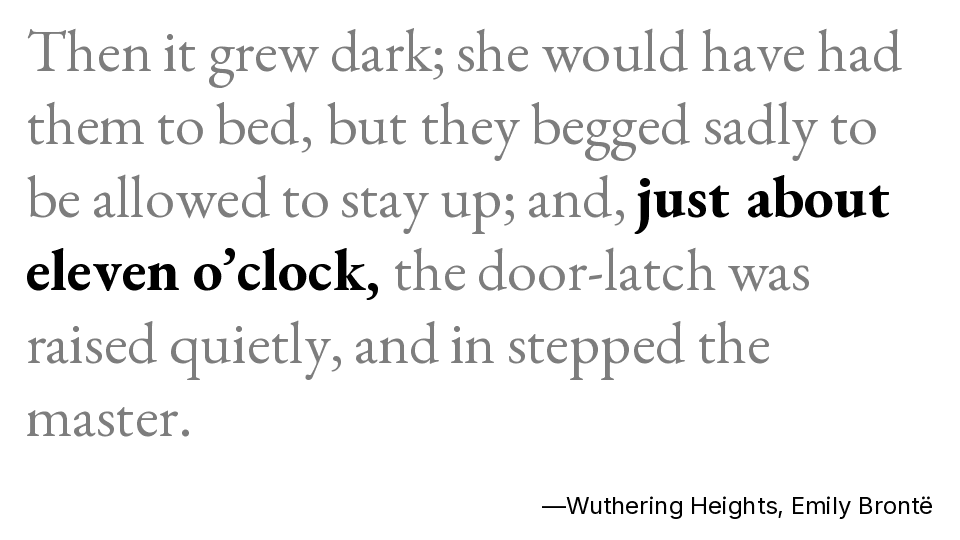 Then it grew dark; she would have had
them to bed, but they begged sadly to
be allowed to stay up; and, just about
eleven o’clock, the door-latch was
raised quietly, and in stepped the
master.
—Wuthering Heights, Emily Brontë